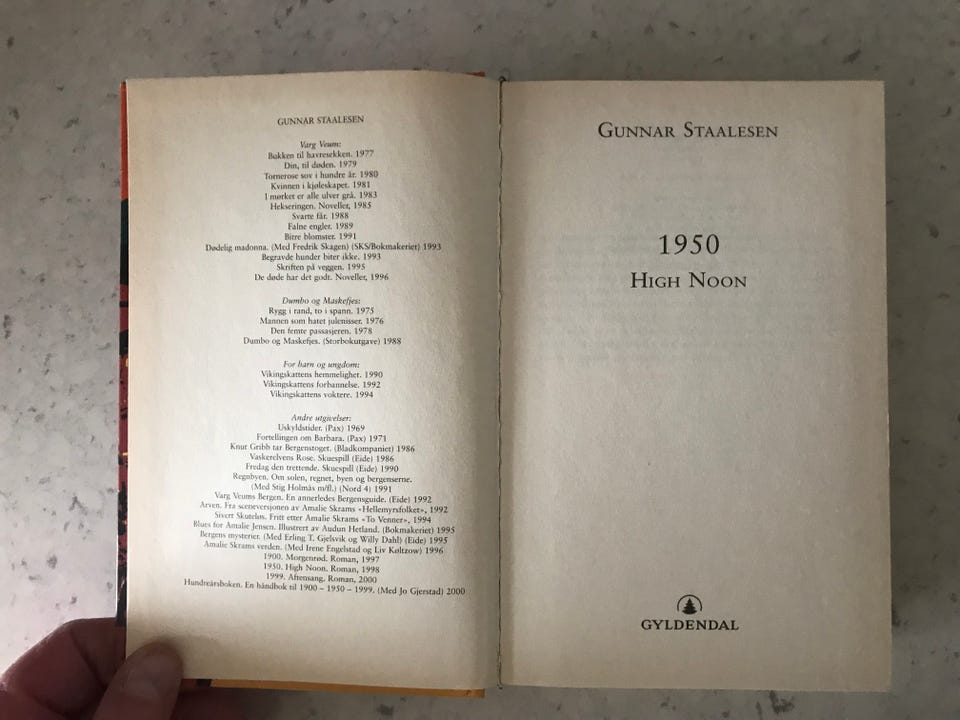 GUNNAR STAALESEN
Varg Veum:
Bukken til havresekken. 1977
Din, til døden. 1979
Tornerose sov i hundre år. 1980
Kvinnen i kjøleskapet. 1981
I mørket er alle ulver grå. 1983
Hekseringen. Noveller, 1985
Svarte får. 1988
Falne engler. 1989
Bitre blomster. 1991
Dødelig madonna. (Med Fredrik Skagen) (SKS/Bokmakeriet) 1993
Begravde hunder biter ikke. 1993
Skriften på veggen. 1995
De døde har det godt. Noveller, 1996
Dumbo og Maskefjes:
Rygg i rand, to i spann. 1975
Mannen som hatet julenisser. 1976
Den femte passasjeren. 1978
Dumbo og Maskefjes. (Storbokutgave) 1988
For barn og ungdom:
Vikingskattens hemmelighet. 1990
Vikingskattens forbannelse. 1992
Vikingskattens voktere. 1994
Andre utgivelser:
Uskyldstider. (Pax) 1969
Fortellingen om Barbara. (Pax) 1971
Knut Gribb tar Bergenstoget. (Bladkompaniet) 1986
Vaskerelvens Rose. Skuespill (Eide) 1986
Fredag den trettende. Skuespill (Eide) 1990
Regnbyen. Om solen, regnet, byen og bergenserne.
(Med Stig Holmås m/fl.) (Nord 4) 1991
Varg Veums Bergen. En annerledes Bergensguide. (Eide) 1992
Arven. Fra sceneversjonen av Amalie Skrams «Hellemyrsfolket», 1992
Sivert Skuteløs. Fritt etter Amalie Skrams «To Venner», 1994
Blues for Amalie Jensen. Illustrert av Audun Hetland. (Bokmakeriet) 1995
Bergens mysterier. (Med Erling T. Gjelsvik og Willy Dahl) (Eide) 1995
Amalie Skrams verden. (Med Irene Engelstad og Liv Køltzow) 1996
1900. Morgenrød. Roman, 1997
1950. High Noon. Roman, 1998
1999. Aftensang. Roman, 2000
Hundreårsboken. En håndbok til 1900 – 1950 – 1999. (Med Jo Gjerstad) 2000
GUNNAR STAALESEN
1950
HIGH NOON
GYLDENDAL